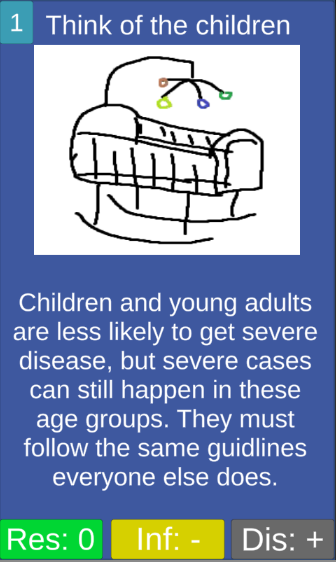 1
Think of the children
Children and young adults
are less likely to get severe
disease, but severe cases
can still happen in these
age groups. They must
follow the same guidlines
everyone else does.
Res: 0
Inf: -
Dis: +